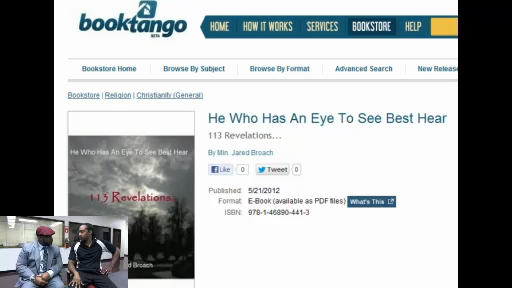 booktango
BETA
HOME HOW IT WORKS SERVICES BOOKSTORE HELP
Bookstore Home Browse By Subject Browse By Format Advanced Search New Release
Bookstore | Religion | Christianity (General)
He Who Has An Eye To See Best Hear
113 Revelations...
By Min. Jared Broach
Like 0 Tweet 0
Published: 5/21/2012
Format: E-Book (available as PDF files) What's This
ISBN: 978-1-46890-441-3
He Who Has An Eye To See Best Hear
113 Revelations
d Broach